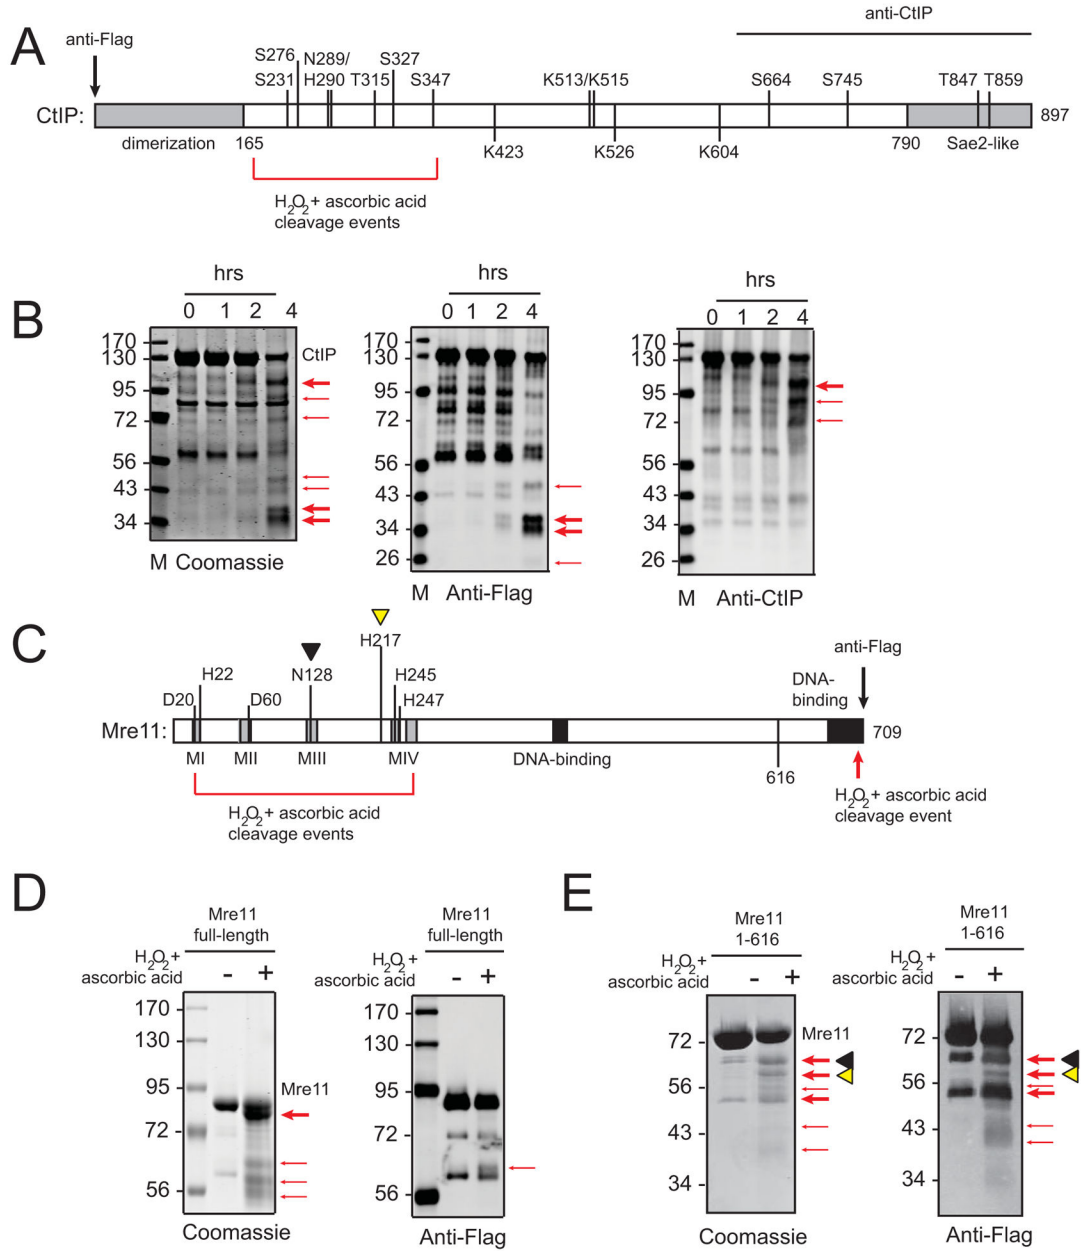 A
anti-Flag
anti-CtIP
S276
N289/
S327
S231
H290
T315
S347
K513/K515
S664
S745
T847
T859
CtIP:
897
dimerization
165
K423
K526
K604
790
Sae2-like
H2O2+ ascorbic acid
cleavage events
B
hrs
0 1 2 4
170
130
95
72
56
43
34
CtIP
M Coomassie
hrs
0 1 2 4
170
130
95
72
56
43
34
26
M Anti-Flag
hrs
0 1 2 4
170
130
95
72
56
43
34
26
M Anti-CtIP
C
H217
anti-Flag
H22
N128
H245
DNA-
binding
D20
D60
H247
Mre11:
709
MI
MII
MIII
MIV
DNA-binding
616
H2O2+ ascorbic acid
cleavage events
H2O2+ ascorbic acid
cleavage event
D
Mre11
full-length
H2O2+
ascorbic acid
- +
170
130
95
72
56
Mre11
Coomassie
Mre11
full-length
H2O2+
ascorbic acid
- +
170
130
95
72
56
Anti-Flag
E
Mre11
1-616
H2O2+
ascorbic acid
- +
72
56
43
34
Mre11
Coomassie
Mre11
1-616
H2O2+
ascorbic acid
- +
72
56
43
34
Anti-Flag